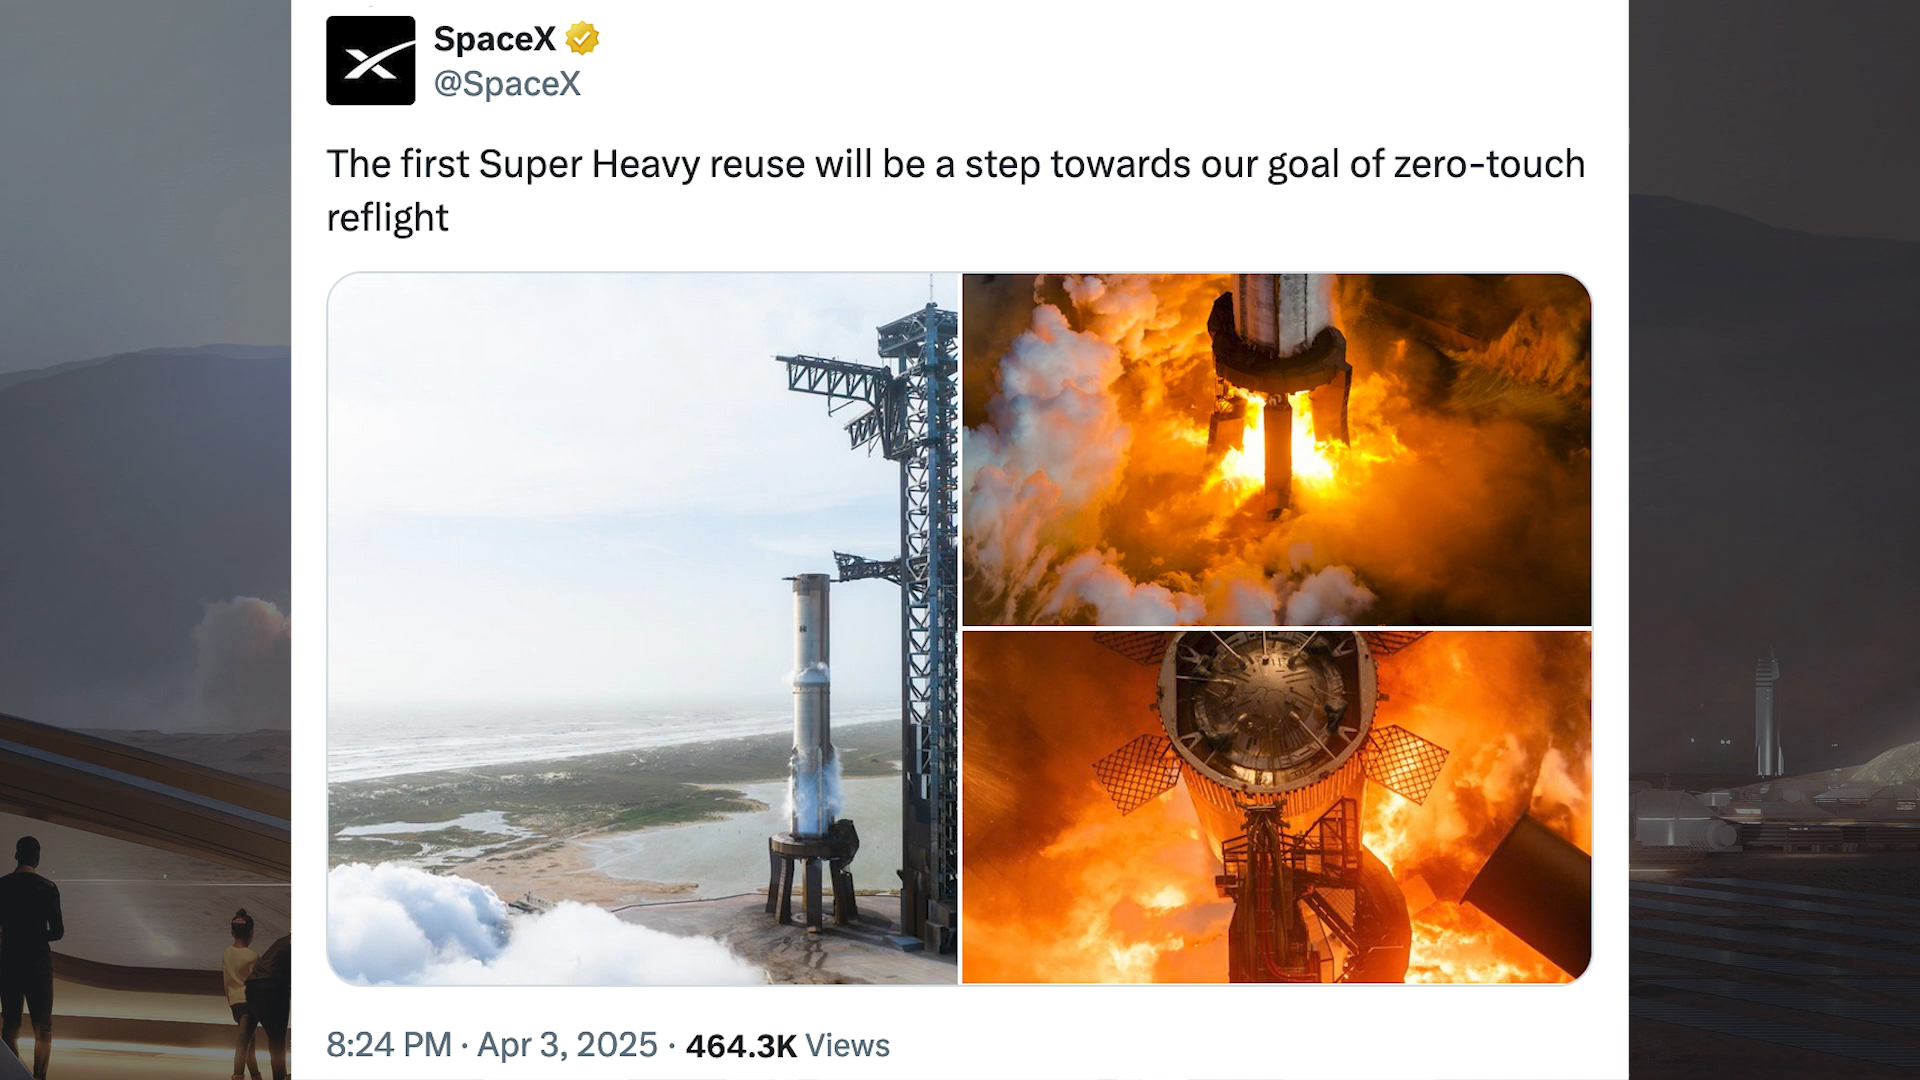 SpaceX
@SpaceX
The first Super Heavy reuse will be a step towards our goal of zero-touch
reflight
8:24 PM · Apr 3, 2025 · 464.3K Views